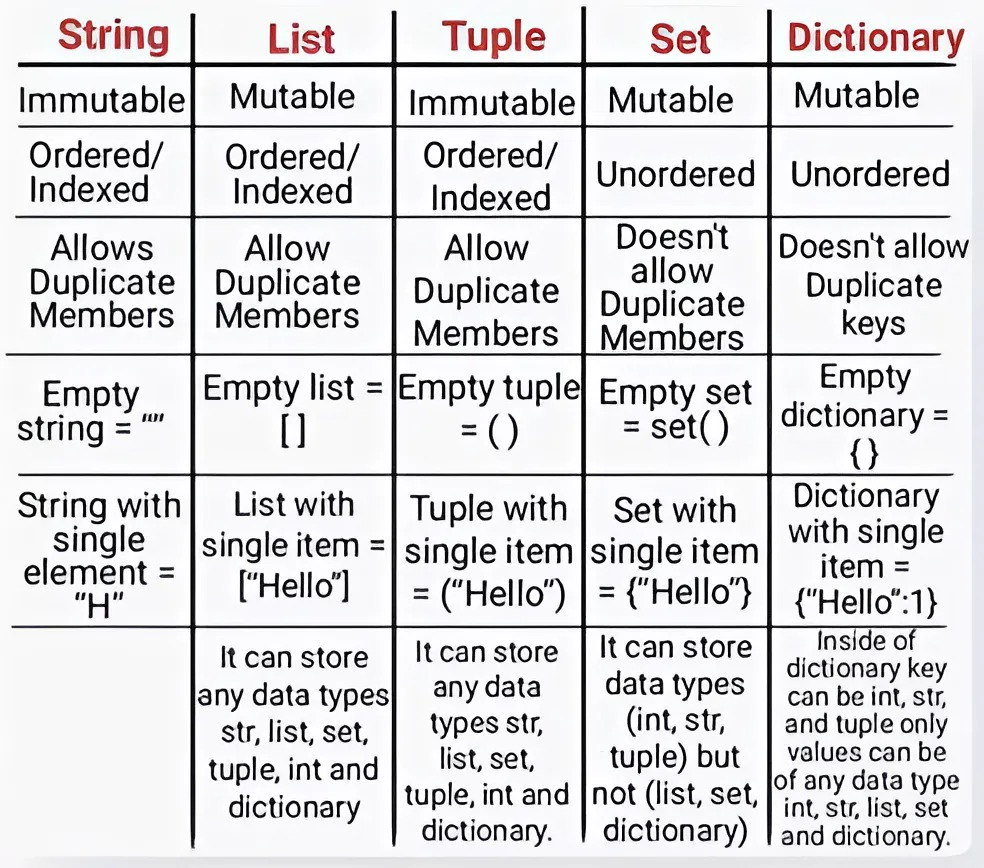 String List Tuple Set Dictionary
Immutable Mutable Immutable Mutable Mutable
Ordered/
Indexed
Ordered/
Indexed
Ordered/
Indexed
Unordered
Unordered
Allows
Duplicate
Members
Allow
Duplicate
Members
Allow
Duplicate
Members
Doesn't
allow
Duplicate
Members
Doesn't allow
Duplicate
keys
Empty
string = ""
Empty list =
[ ]
Empty tuple
= ( )
Empty set
= set( )
Empty
dictionary =
{ }
String with
single
element =
"H"
List with
single item =
["Hello"]
Tuple with
single item
= ("Hello")
Set with
single item
= {"Hello"}
Dictionary
with single
item =
{"Hello":1}
It can store
any data types
str, list, set,
tuple, int and
dictionary
It can store
any data
types str,
list, set,
tuple, int and
dictionary.
It can store
data types
(int, str,
tuple) but
not (list, set,
dictionary)
Inside of
dictionary key
can be int, str,
and tuple only
values can be
of any data type
int, str, list, set
and dictionary.